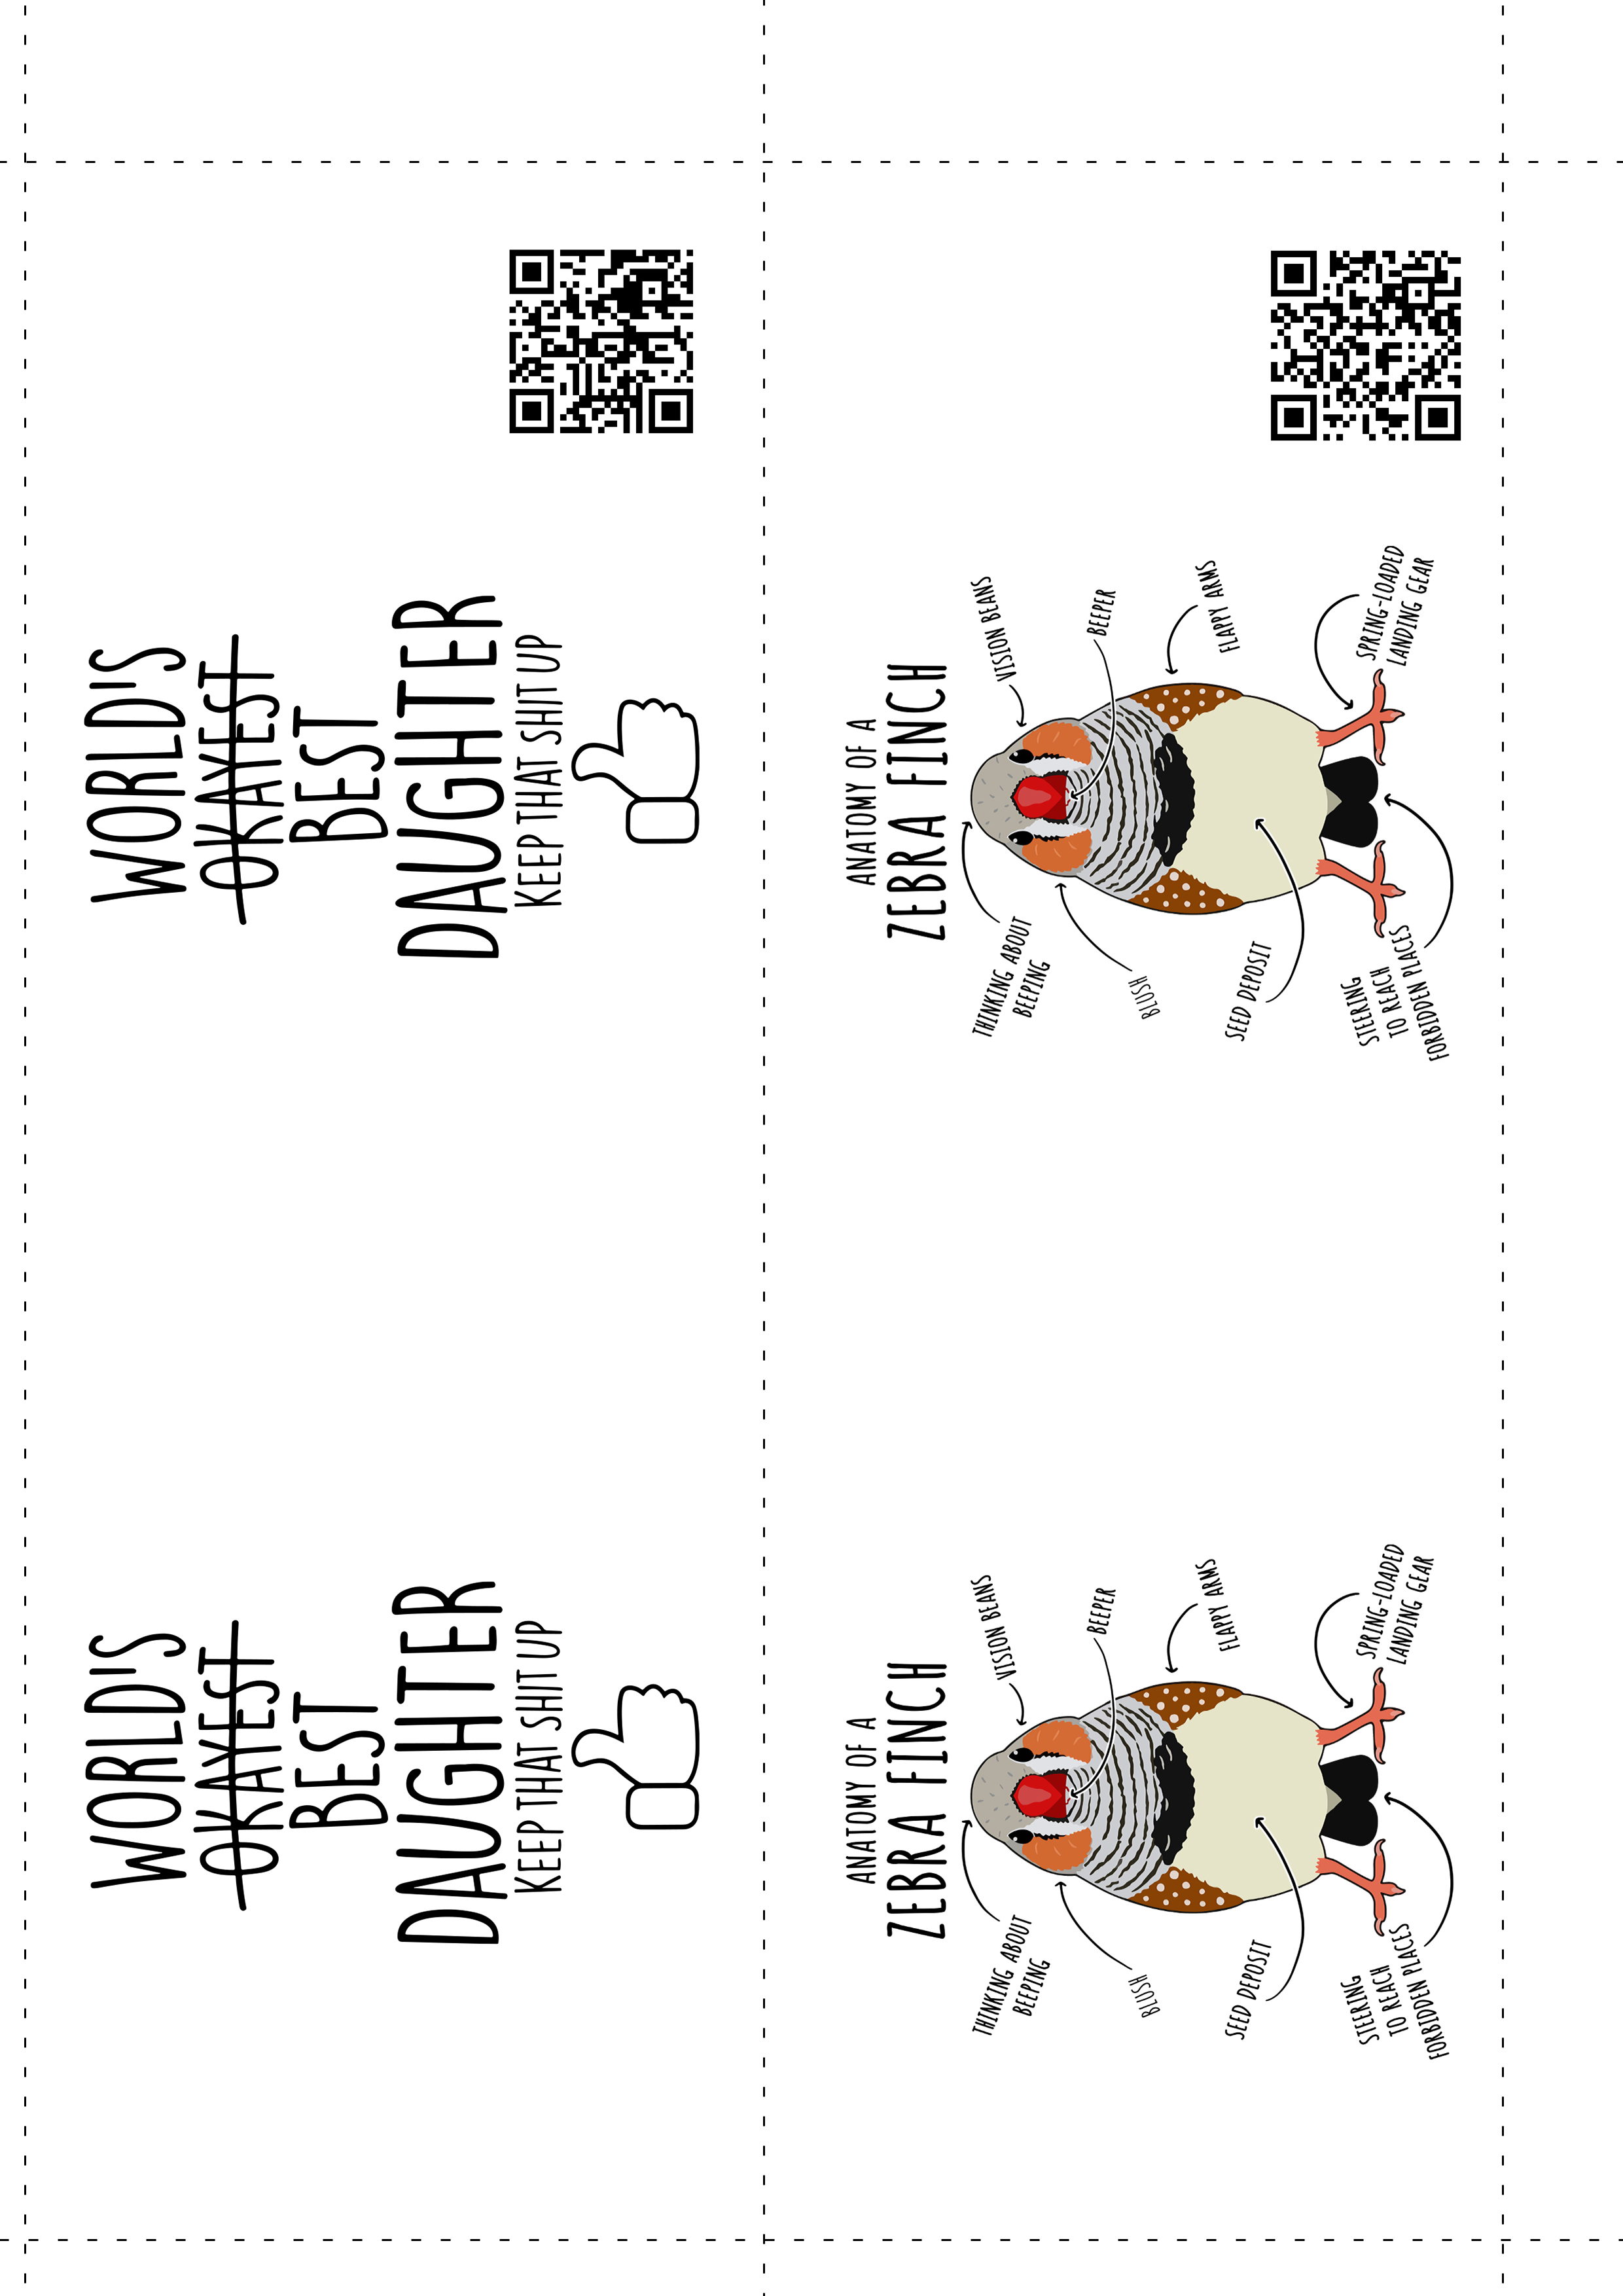 WORLD'S
OKAYEST
BEST
DAUGHTER
KEEP THAT SHIT UP
WORLD'S
OKAYEST
BEST
DAUGHTER
KEEP THAT SHIT UP
ANATOMY OF A
ZEBRA FINCH
THINKING ABOUT
BEEPING
VISION BEANS
BEEPER
BLUSH
FLAPPY ARMS
SEED DEPOSIT
SPRING-LOADED
LANDING GEAR
STEERING
TO REACH
FORBIDDEN PLACES
ANATOMY OF A
ZEBRA FINCH
THINKING ABOUT
BEEPING
VISION BEANS
BEEPER
BLUSH
FLAPPY ARMS
SEED DEPOSIT
SPRING-LOADED
LANDING GEAR
STEERING
TO REACH
FORBIDDEN PLACES